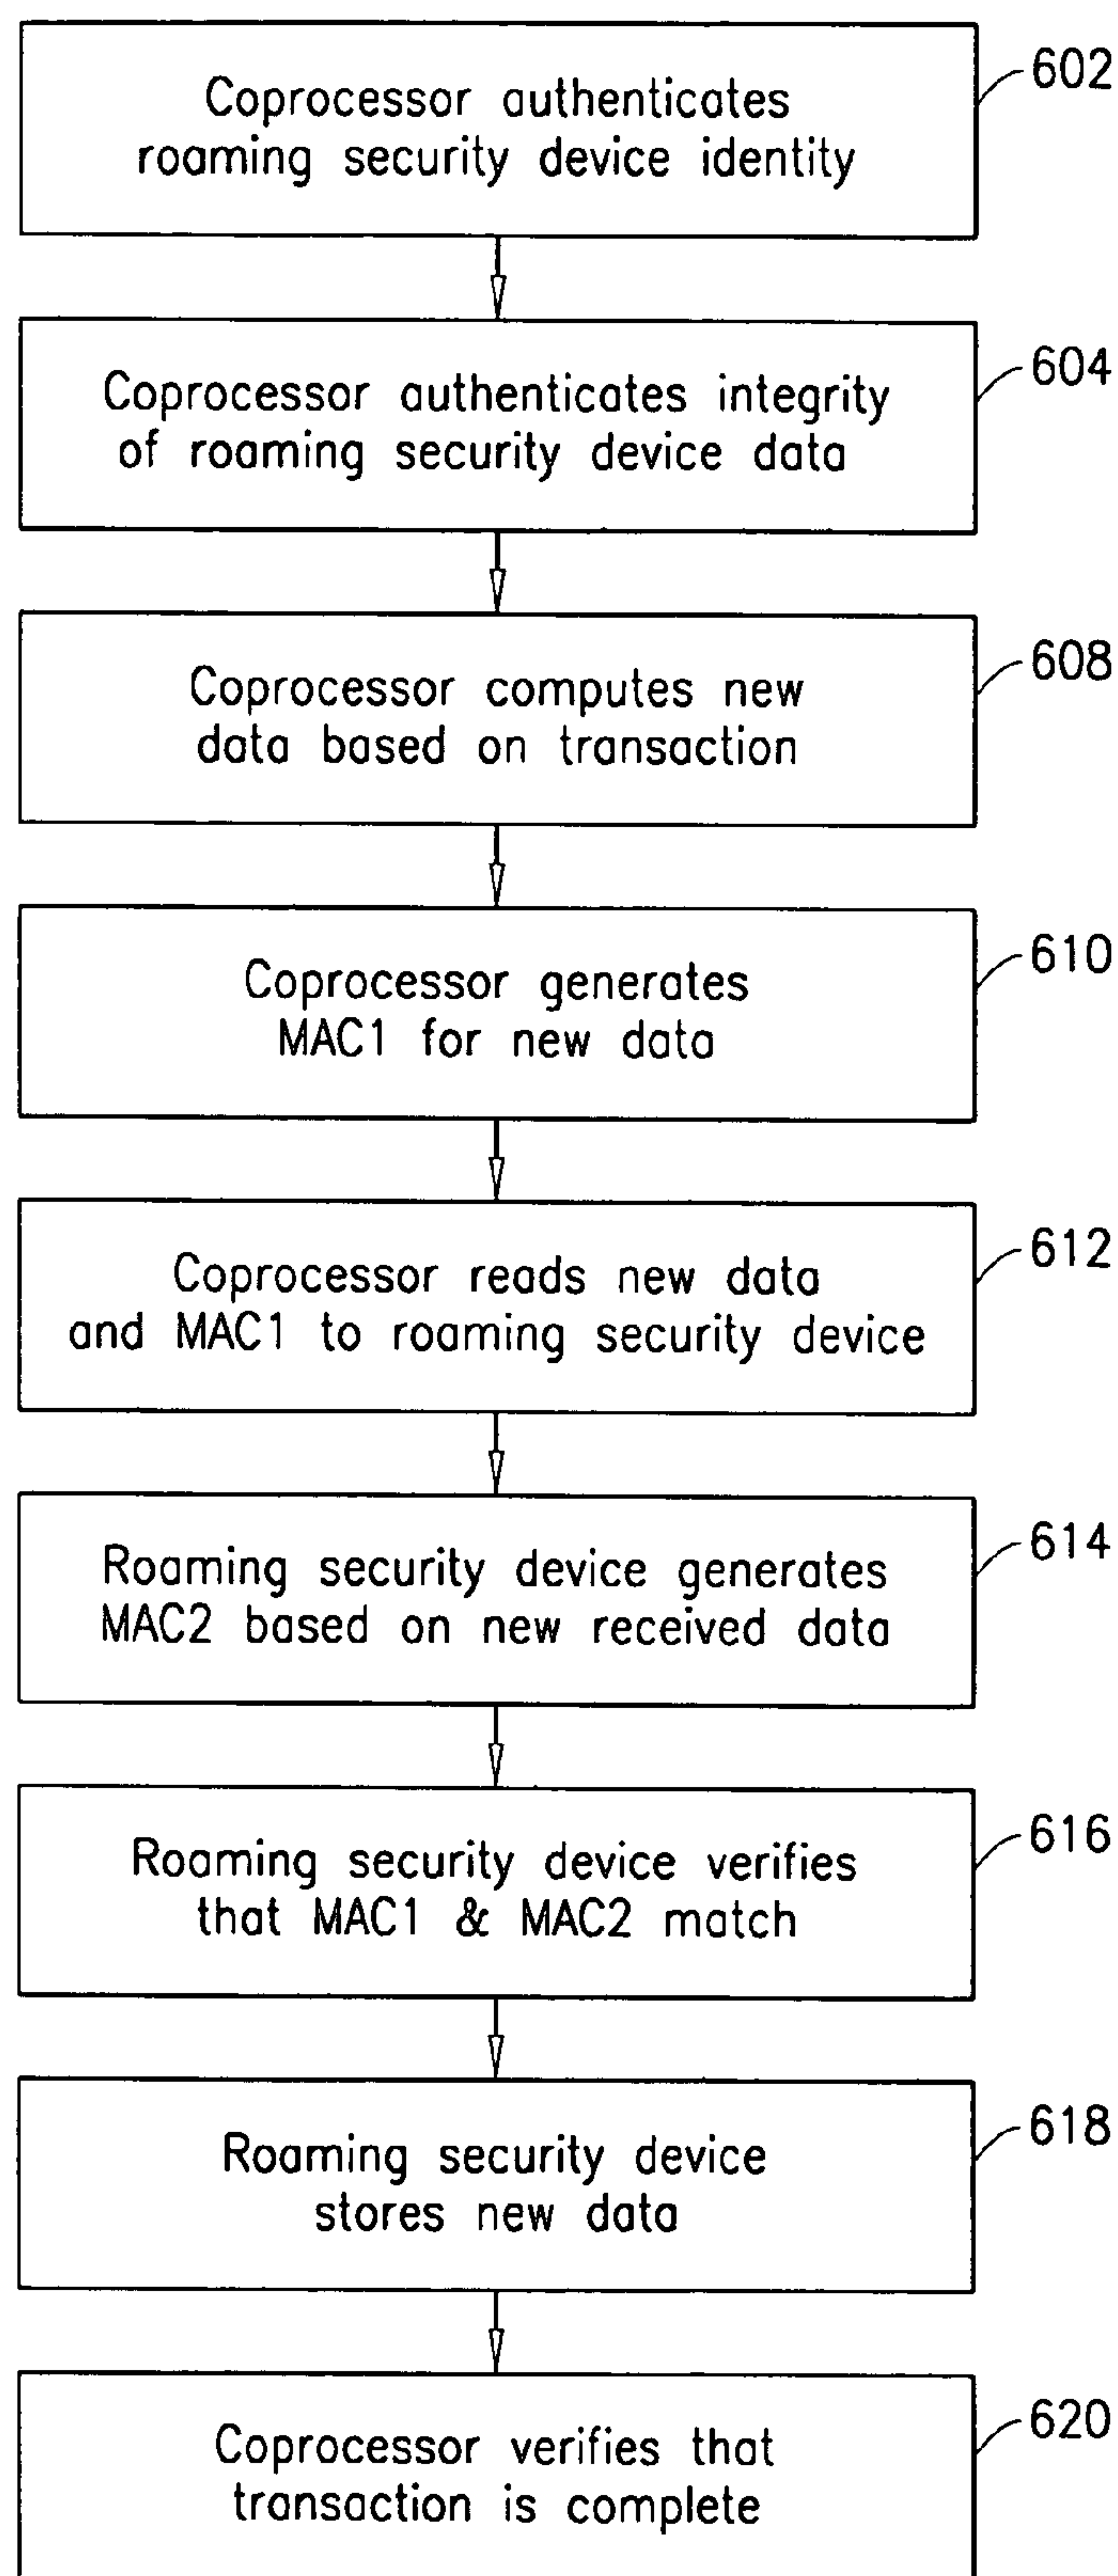 Coprocessor authenticates
roaming security device identity
602
Coprocessor authenticates integrity
of roaming security device data
604
Coprocessor computes new
data based on transaction
608
Coprocessor generates
MAC1 for new data
610
Coprocessor reads new data
and MAC1 to roaming security device
612
Roaming security device generates
MAC2 based on new received data
614
Roaming security device verifies
that MAC1 & MAC2 match
616
Roaming security device
stores new data
618
Coprocessor verifies that
transaction is complete
620